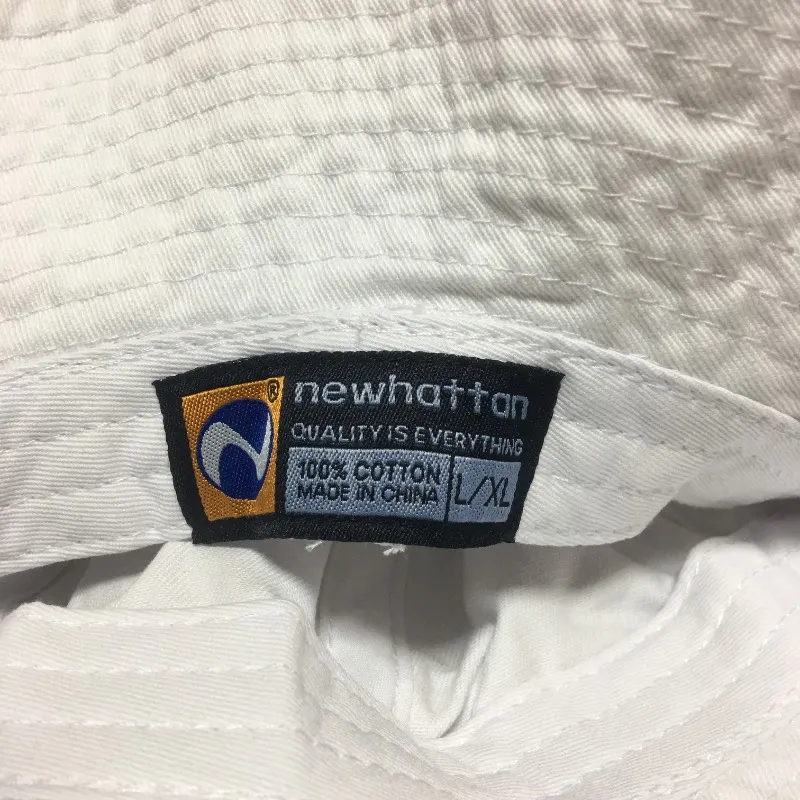 newhattan
®
QUALITY IS EVERYTHING
100% COTTON
MADE IN CHINA
L/XL